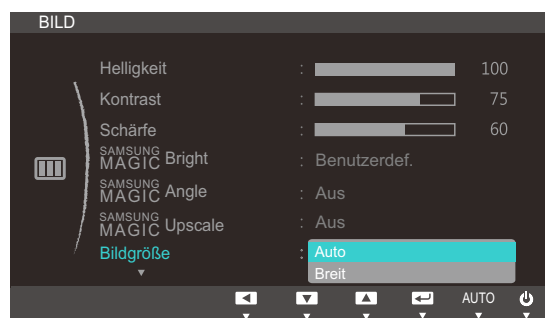 BILD
Helligkeit : 100
Kontrast : 75
Schärfe : 60
SAMSUNG MAGIC Bright : Benutzerdef.
SAMSUNG MAGIC Angle : Aus
SAMSUNG MAGIC Upscale : Aus
Bildgröße : Auto
Breit
AUTO